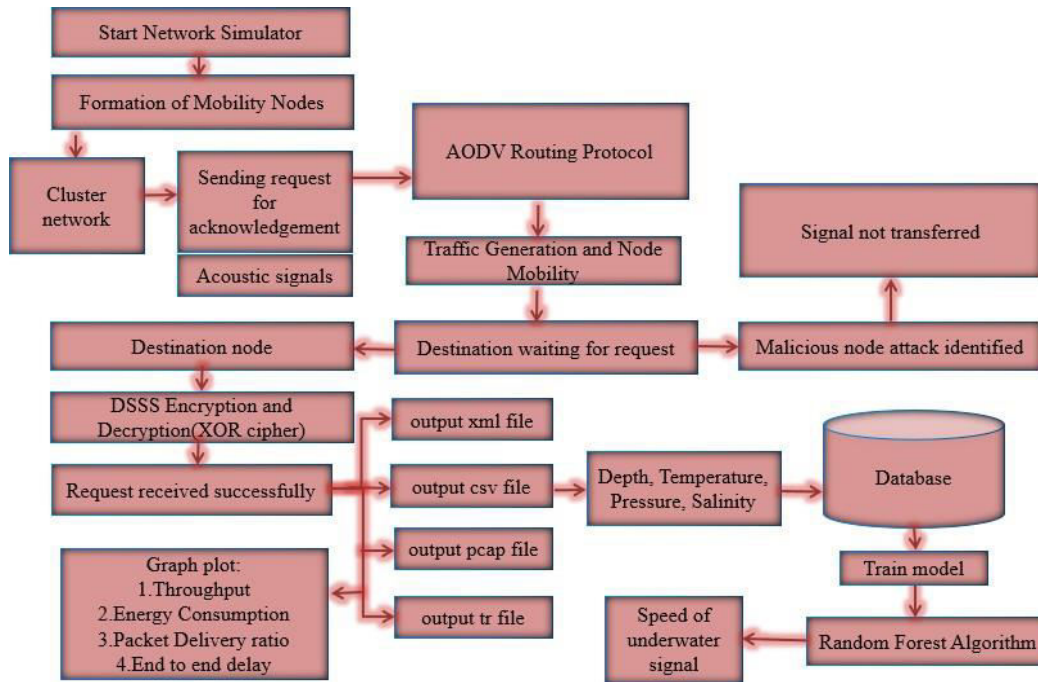 Start Network Simulator
Formation of Mobility Nodes
Cluster
network
Sending request
for
acknowledgement
Acoustic signals
AODV Routing Protocol
Traffic Generation and Node
Mobility
Signal not transferred
Destination node
Destination waiting for request
Malicious node attack identified
DSSS Encryption and
Decryption(XOR cipher)
Request received successfully
output xml file
output csv file
output pcap file
output tr file
Depth, Temperature,
Pressure, Salinity
Database
Train model
Random Forest Algorithm
Speed of
underwater
signal
Graph plot:
1.Throughput
2.Energy Consumption
3.Packet Delivery ratio
4.End to end delay